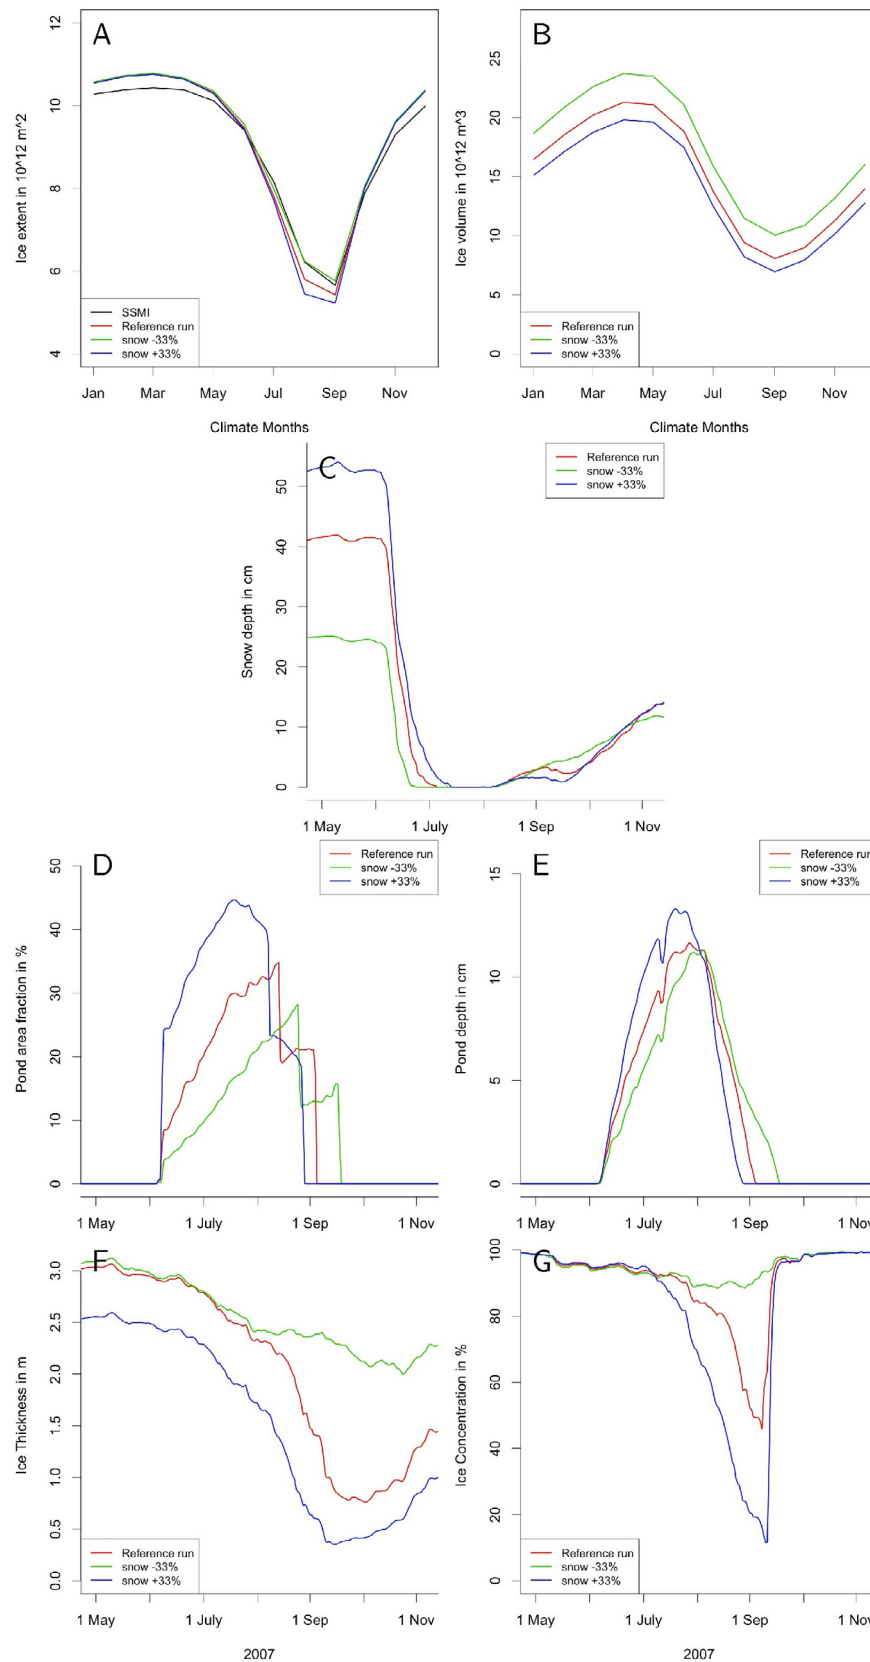 A
Ice extent in 10^12 m^2
12
10
8
6
4
SSMI
Reference run
snow -33%
snow +33%
Jan
Mar
May
Jul
Sep
Nov
Climate Months
B
Ice volume in 10^12 m^3
25
20
15
10
5
0
Reference run
snow -33%
snow +33%
Jan
Mar
May
Jul
Sep
Nov
Climate Months
C
Snow depth in cm
50
40
30
20
10
0
Reference run
snow -33%
snow +33%
1 May
1 July
1 Sep
1 Nov
D
Pond area fraction in %
50
40
30
20
10
0
Reference run
snow -33%
snow +33%
1 May
1 July
1 Sep
1 Nov
E
Pond depth in cm
15
10
5
0
Reference run
snow -33%
snow +33%
1 May
1 July
1 Sep
1 Nov
F
Ice Thickness in m
3.0
2.5
2.0
1.5
1.0
0.5
0.0
Reference run
snow -33%
snow +33%
1 May
1 July
1 Sep
1 Nov
2007
G
Ice Concentration in %
100
80
60
40
20
0
Reference run
snow -33%
snow +33%
1 May
1 July
1 Sep
1 Nov
2007